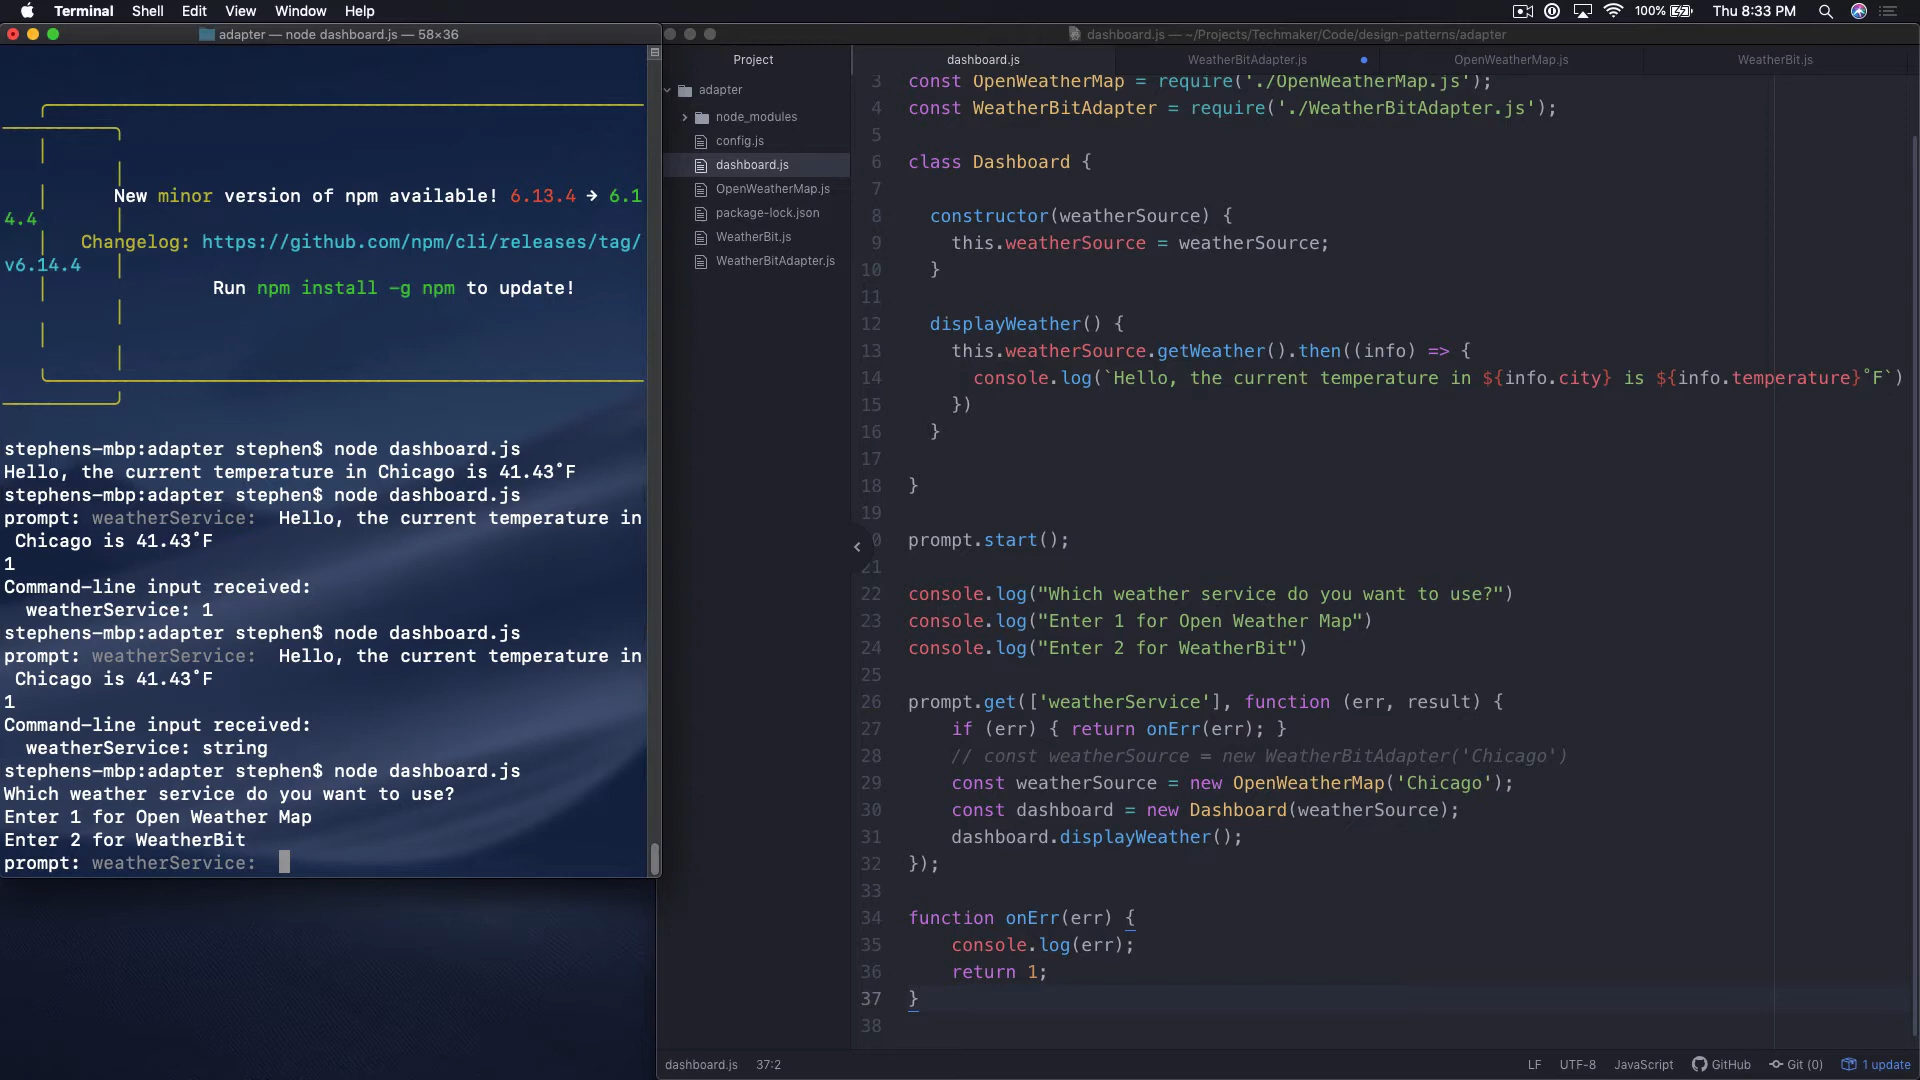 Terminal Shell Edit View Window Help 100% Thu 8:33 PM
adapter — node dashboard.js — 58×36
New minor version of npm available! 6.13.4 → 6.1
4.4
Changelog: https://github.com/npm/cli/releases/tag/
v6.14.4
Run npm install -g npm to update!
stephens-mbp:adapter stephen$ node dashboard.js
Hello, the current temperature in Chicago is 41.43˚F
stephens-mbp:adapter stephen$ node dashboard.js
prompt: weatherService:  Hello, the current temperature in
 Chicago is 41.43˚F
1
Command-line input received:
  weatherService: 1
stephens-mbp:adapter stephen$ node dashboard.js
prompt: weatherService:  Hello, the current temperature in
 Chicago is 41.43˚F
1
Command-line input received:
  weatherService: string
stephens-mbp:adapter stephen$ node dashboard.js
Which weather service do you want to use?
Enter 1 for Open Weather Map
Enter 2 for WeatherBit
prompt: weatherService:
dashboard.js — ~/Projects/Techmaker/Code/design-patterns/adapter
Project
adapter
node_modules
config.js
dashboard.js
OpenWeatherMap.js
package-lock.json
WeatherBit.js
WeatherBitAdapter.js
dashboard.js WeatherBitAdapter.js OpenWeatherMap.js WeatherBit.js
3 const OpenWeatherMap = require('./OpenWeatherMap.js');
4 const WeatherBitAdapter = require('./WeatherBitAdapter.js');
5
6 class Dashboard {
7
8   constructor(weatherSource) {
9     this.weatherSource = weatherSource;
10   }
11
12   displayWeather() {
13     this.weatherSource.getWeather().then((info) => {
14       console.log(`Hello, the current temperature in ${info.city} is ${info.temperature}˚F`)
15     })
16   }
17
18 }
19
0 prompt.start();
21
22 console.log("Which weather service do you want to use?")
23 console.log("Enter 1 for Open Weather Map")
24 console.log("Enter 2 for WeatherBit")
25
26 prompt.get(['weatherService'], function (err, result) {
27     if (err) { return onErr(err); }
28     // const weatherSource = new WeatherBitAdapter('Chicago')
29     const weatherSource = new OpenWeatherMap('Chicago');
30     const dashboard = new Dashboard(weatherSource);
31     dashboard.displayWeather();
32 });
33
34 function onErr(err) {
35     console.log(err);
36     return 1;
37 }
38
dashboard.js 37:2 LF UTF-8 JavaScript GitHub Git (0) 1 update